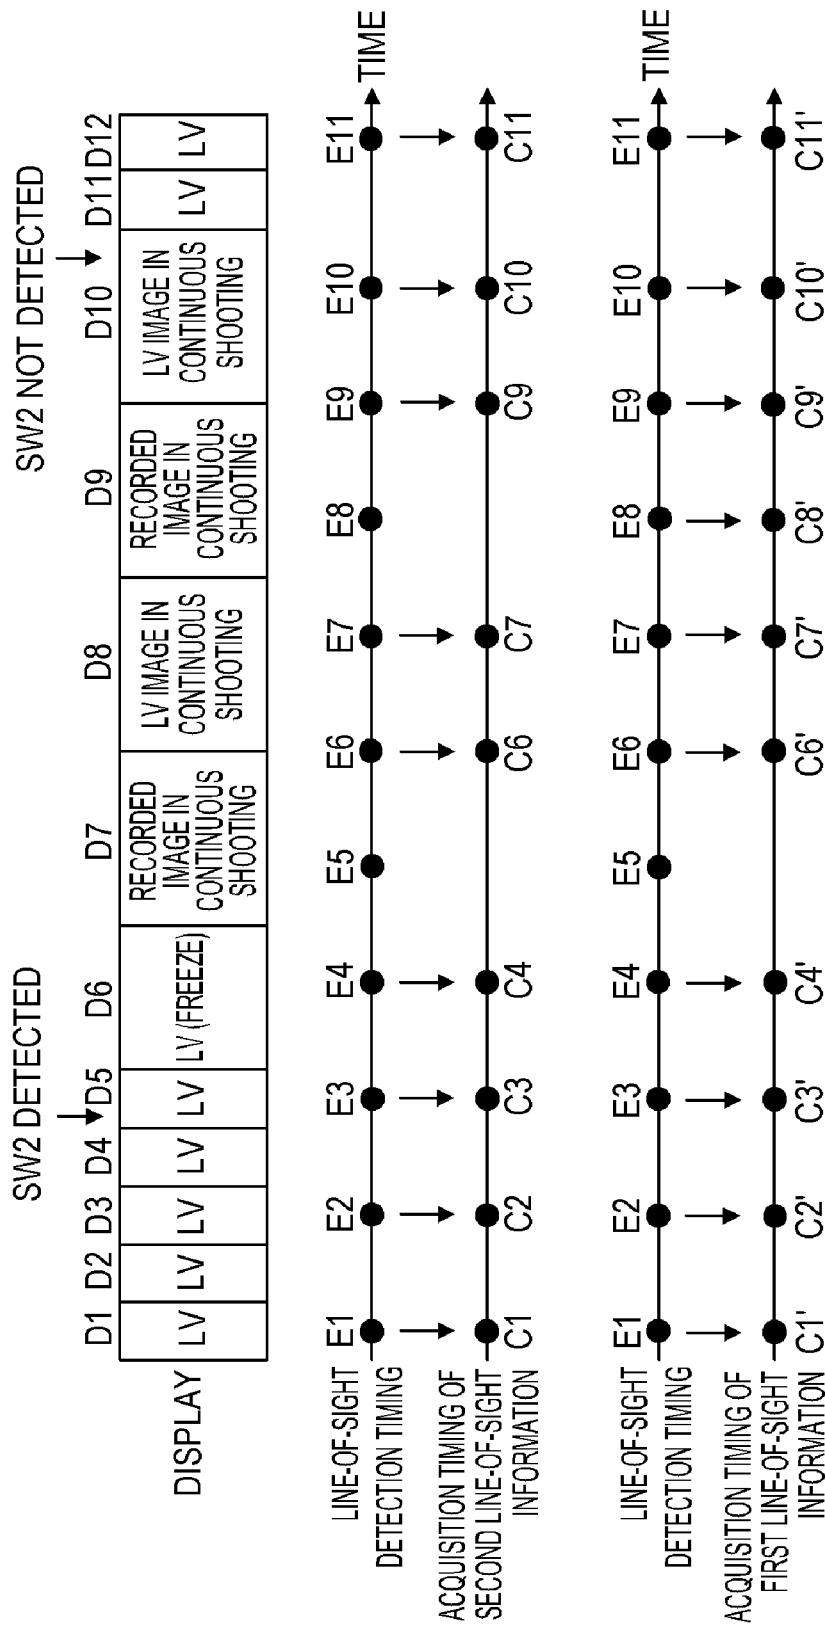 SW2 DETECTED
SW2 NOT DETECTED
D1 D2 D3 D4 D5 D6 D7 D8 D9 D10 D11 D12
DISPLAY
LV
LV
LV
LV
LV
LV (FREEZE)
RECORDED
IMAGE IN
CONTINUOUS
SHOOTING
LV IMAGE IN
CONTINUOUS
SHOOTING
RECORDED
IMAGE IN
CONTINUOUS
SHOOTING
LV IMAGE IN
CONTINUOUS
SHOOTING
LV
LV
LINE-OF-SIGHT
DETECTION TIMING
E1 E2 E3 E4 E5 E6 E7 E8 E9 E10 E11
TIME
ACQUISITION TIMING OF
SECOND LINE-OF-SIGHT
INFORMATION
C1 C2 C3 C4 C6 C7 C9 C10 C11
LINE-OF-SIGHT
DETECTION TIMING
E1 E2 E3 E4 E5 E6 E7 E8 E9 E10 E11
TIME
ACQUISITION TIMING OF
FIRST LINE-OF-SIGHT
INFORMATION
C1' C2' C3' C4' C6' C7' C8' C9' C10' C11'